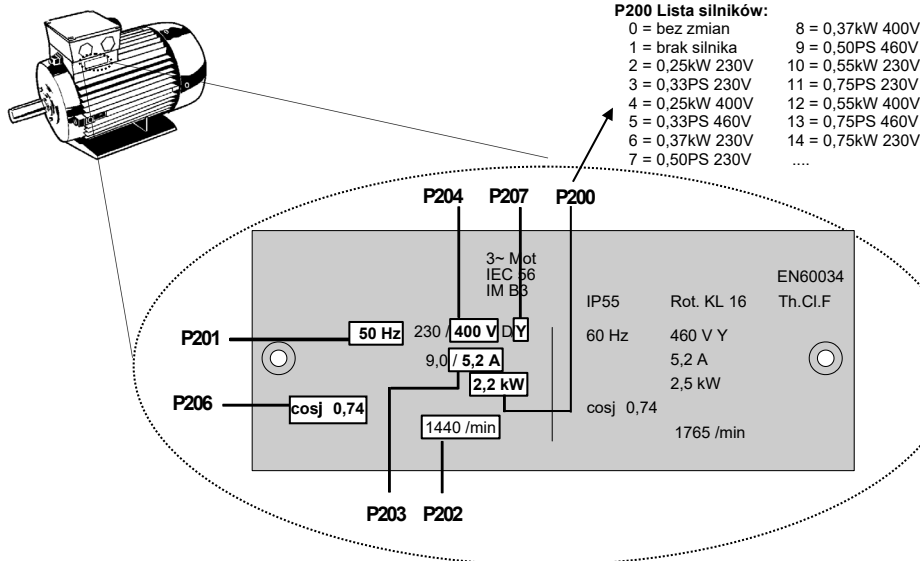 P200 Lista silników:
0 = bez zmian
1 = brak silnika
2 = 0,25kW 230V
3 = 0,33PS 230V
4 = 0,25kW 400V
5 = 0,33PS 460V
6 = 0,37kW 230V
7 = 0,50PS 230V
8 = 0,37kW 400V
9 = 0,50PS 460V
10 = 0,55kW 230V
11 = 0,75PS 230V
12 = 0,55kW 400V
13 = 0,75PS 460V
14 = 0,75kW 230V
....
P204 P207 P200
3~ Mot
IEC 56
IM B3
EN60034
IP55 Rot. KL 16 Th.Cl.F
P201
50 Hz 230 / 400 V D Y 60 Hz 460 V Y
9,0 / 5,2 A 5,2 A
2,2 kW 2,5 kW
P206
cosj 0,74 cosj 0,74
1440 /min 1765 /min
P203 P202